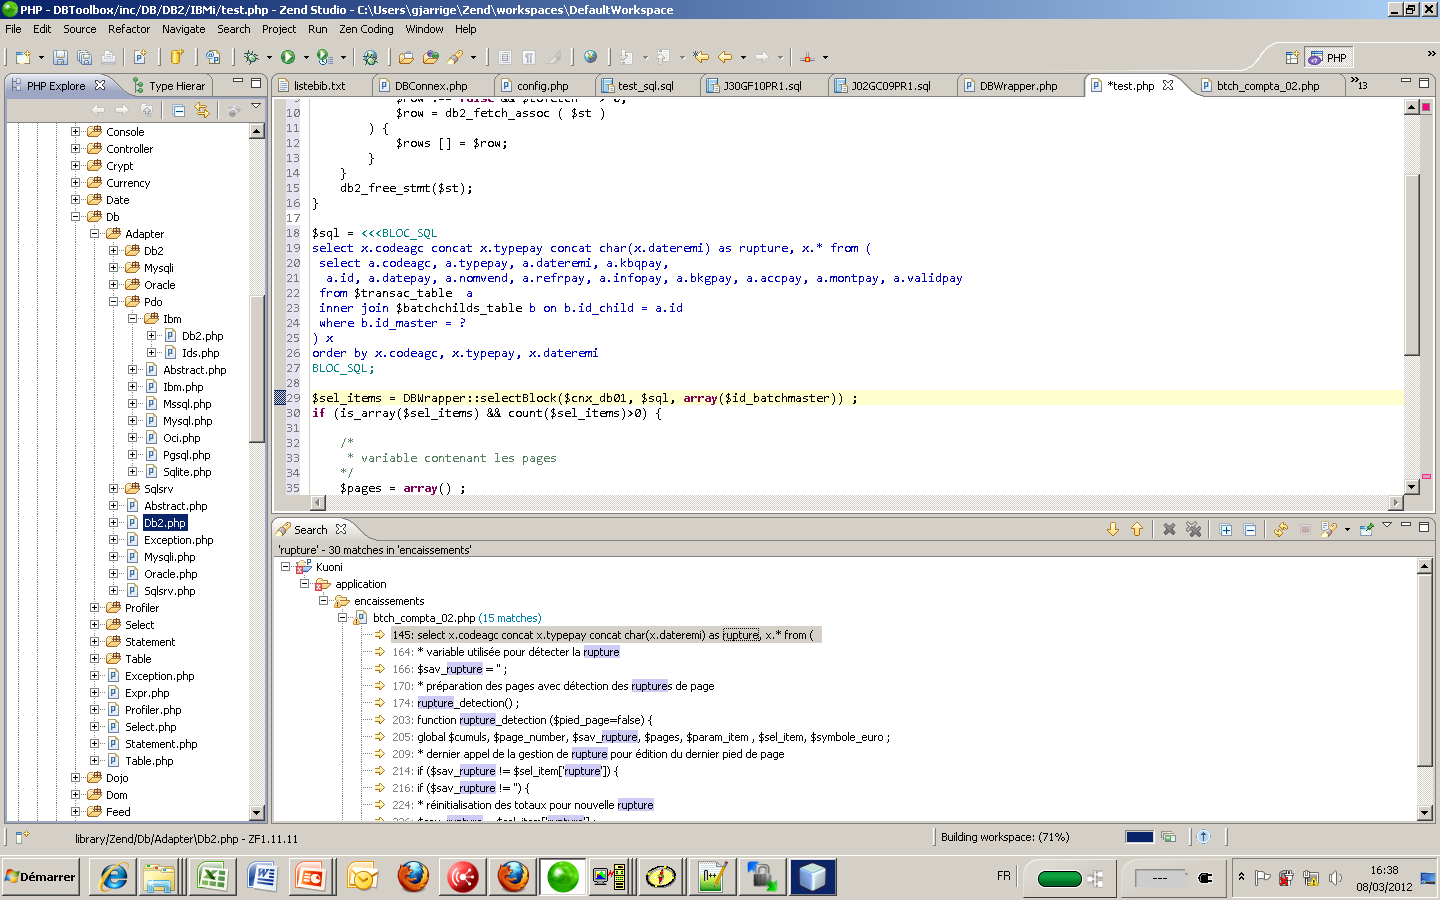 PHP - DBToolbox/inc/DB/DB2/IBMi/test.php - Zend Studio - C:\Users\gjarrige\Zend\workspaces\DefaultWorkspace
File Edit Source Refactor Navigate Search Project Run Zen Coding Window Help
PHP
PHP Explore
Type Hierar
listebib.txt
DBConnex.php
config.php
test_sql.sql
J30GF10PR1.sql
J02GC09PR1.sql
DBWrapper.php
*test.php
btch_compta_02.php
»13
Console
Controller
Crypt
Currency
Date
Db
Adapter
Db2
Mysqli
Oracle
Pdo
Ibm
Db2.php
Ids.php
Abstract.php
Ibm.php
Mssql.php
Mysql.php
Oci.php
Pgsql.php
Sqlite.php
Sqlsrv
Abstract.php
Db2.php
Exception.php
Mysqli.php
Oracle.php
Sqlsrv.php
Profiler
Select
Statement
Table
Exception.php
Expr.php
Profiler.php
Select.php
Statement.php
Table.php
Dojo
Dom
Feed
10 $row = db2_fetch_assoc ( $st )
11 ) {
12 $rows [] = $row;
13 }
14 }
15 db2_free_stmt($st);
16 }
17
18 $sql = <<<BLOC_SQL
19 select x.codeagc concat x.typepay concat char(x.dateremi) as rupture, x.* from (
20 select a.codeagc, a.typepay, a.dateremi, a.kbqpay,
21 a.id, a.datepay, a.nomvend, a.refrpay, a.infopay, a.bkgpay, a.accpay, a.montpay, a.validpay
22 from $transac_table a
23 inner join $batchchilds_table b on b.id_child = a.id
24 where b.id_master = ?
25 ) x
26 order by x.codeagc, x.typepay, x.dateremi
27 BLOC_SQL;
28
29 $sel_items = DBWrapper::selectBlock($cnx_db01, $sql, array($id_batchmaster)) ;
30 if (is_array($sel_items) && count($sel_items)>0) {
31
32 /*
33 * variable contenant les pages
34 */
35 $pages = array() ;
Search
'rupture' - 30 matches in 'encaissements'
Kuoni
application
encaissements
btch_compta_02.php (15 matches)
145: select x.codeagc concat x.typepay concat char(x.dateremi) as rupture, x.* from (
164: * variable utilisée pour détecter la rupture
166: $sav_rupture = '' ;
170: * préparation des pages avec détection des ruptures de page
174: rupture_detection() ;
203: function rupture_detection ($pied_page=false) {
205: global $cumuls, $page_number, $sav_rupture, $pages, $param_item , $sel_item, $symbole_euro ;
209: * dernier appel de la gestion de rupture pour édition du dernier pied de page
214: if ($sav_rupture != $sel_item['rupture']) {
216: if ($sav_rupture != '') {
224: * réinitialisation des totaux pour nouvelle rupture
library/Zend/Db/Adapter\Db2.php - ZF1.11.11
Building workspace: (71%)
Démarrer
FR
16:38
08/03/2012